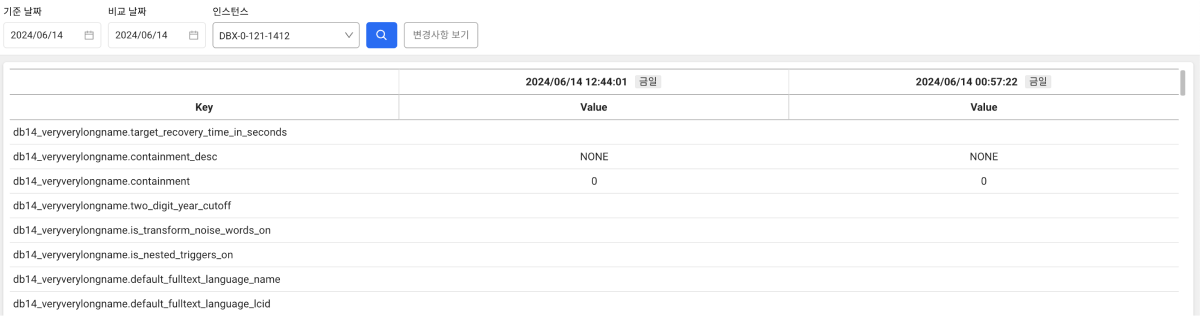 기준 날짜 비교 날짜 인스턴스
2024/06/14 2024/06/14 DBX-0-121-1412 변경사항 보기
2024/06/14 12:44:01 금일 2024/06/14 00:57:22 금일
Key Value Value
db14_veryverylongname.target_recovery_time_in_seconds
db14_veryverylongname.containment_desc NONE NONE
db14_veryverylongname.containment 0 0
db14_veryverylongname.two_digit_year_cutoff
db14_veryverylongname.is_transform_noise_words_on
db14_veryverylongname.is_nested_triggers_on
db14_veryverylongname.default_fulltext_language_name
db14_veryverylongname.default_fulltext_language_lcid